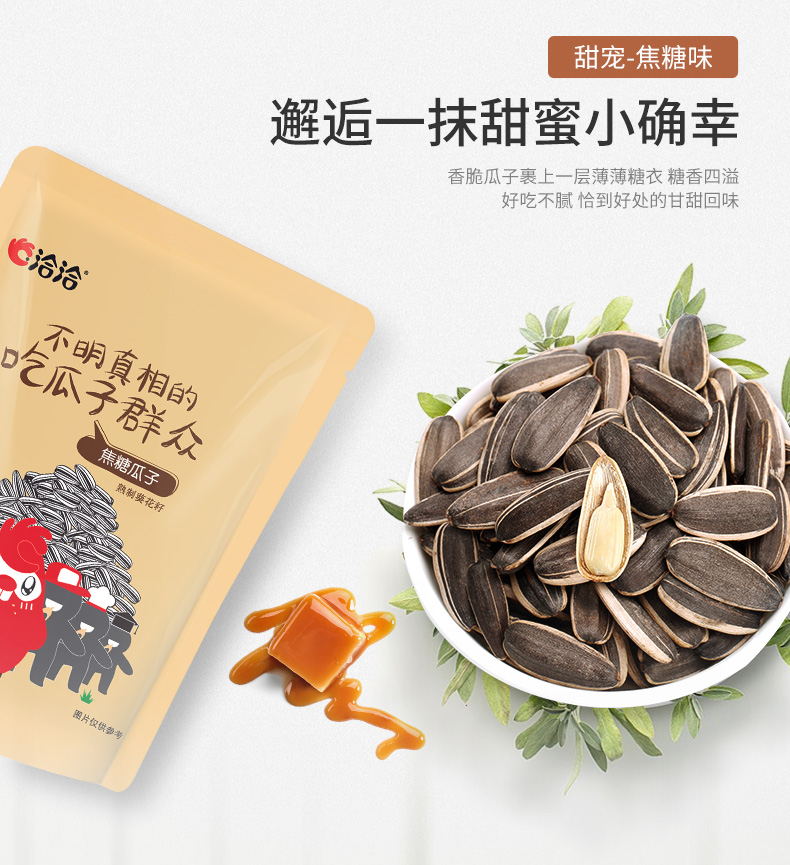 甜宠-焦糖味
邂逅一抹甜蜜小确幸
香脆瓜子裹上一层薄薄糖衣 糖香四溢
好吃不腻 恰到好处的甘甜回味
洽洽®
不明真相的
吃瓜子群众
焦糖瓜子
熟制葵花籽
图片仅供参考